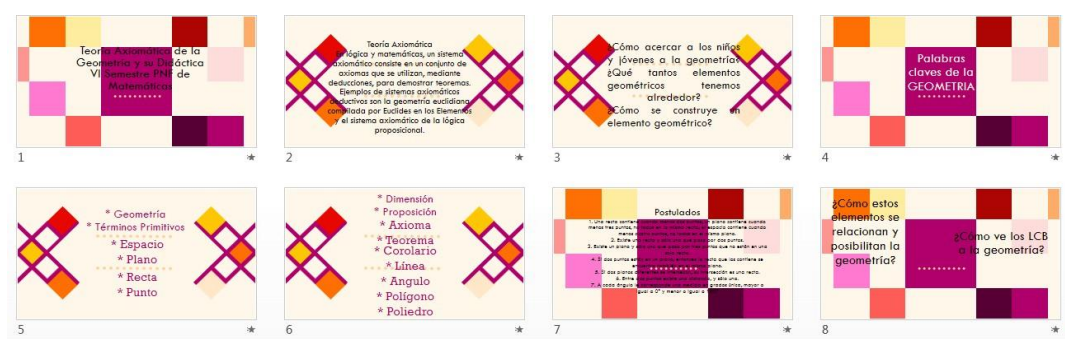 Teoría Axiomática de la
Geometría y su Didáctica
VI Semestre PNF de
Matemáticas
1
Teoría Axiomática
En lógica y matemáticas, un sistema
axiomático consiste en un conjunto de
axiomas que se utilizan, mediante
deducciones, para demostrar teoremas.
Ejemplos de sistemas axiomáticos
deductivos son la geometría euclidiana
compilada por Euclides en los Elementos
y el sistema axiomático de la lógica
proposicional.
2
¿Cómo acercar a los niños
y jóvenes a la geometría?
¿Qué tantos elementos
geométricos tenemos
alrededor?
¿Cómo se construye un
elemento geométrico?
3
Palabras
claves de la
GEOMETRIA
4
* Geometría
* Términos Primitivos
* Espacio
* Plano
* Recta
* Punto
5
* Dimensión
* Proposición
* Axioma
* Teorema
* Corolario
* Línea
* Angulo
* Polígono
* Poliedro
6
Postulados
2. Existe una recta y sólo una que pasa por dos puntos.
7
¿Cómo estos
elementos se
relacionan y
posibilitan la
geometría?
¿Cómo ve los LCB
a la geometría?
8